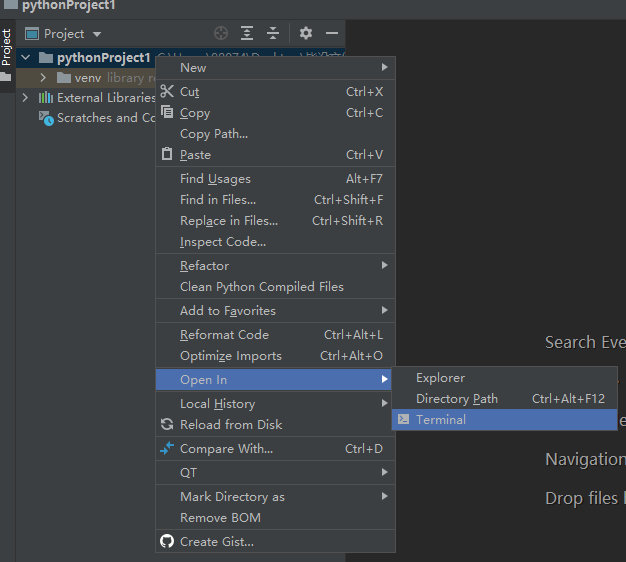 pythonProject1
Project
Project
pythonProject1
venv library
External Libraries
Scratches and Co
New
Cut Ctrl+X
Copy Ctrl+C
Copy Path...
Paste Ctrl+V
Find Usages Alt+F7
Find in Files... Ctrl+Shift+F
Replace in Files... Ctrl+Shift+R
Inspect Code...
Refactor
Clean Python Compiled Files
Add to Favorites
Reformat Code Ctrl+Alt+L
Optimize Imports Ctrl+Alt+O
Open In
Local History
Reload from Disk
Compare With... Ctrl+D
QT
Mark Directory as
Remove BOM
Create Gist...
Explorer
Directory Path Ctrl+Alt+F12
Terminal
Search Eve
Navigation
Drop files